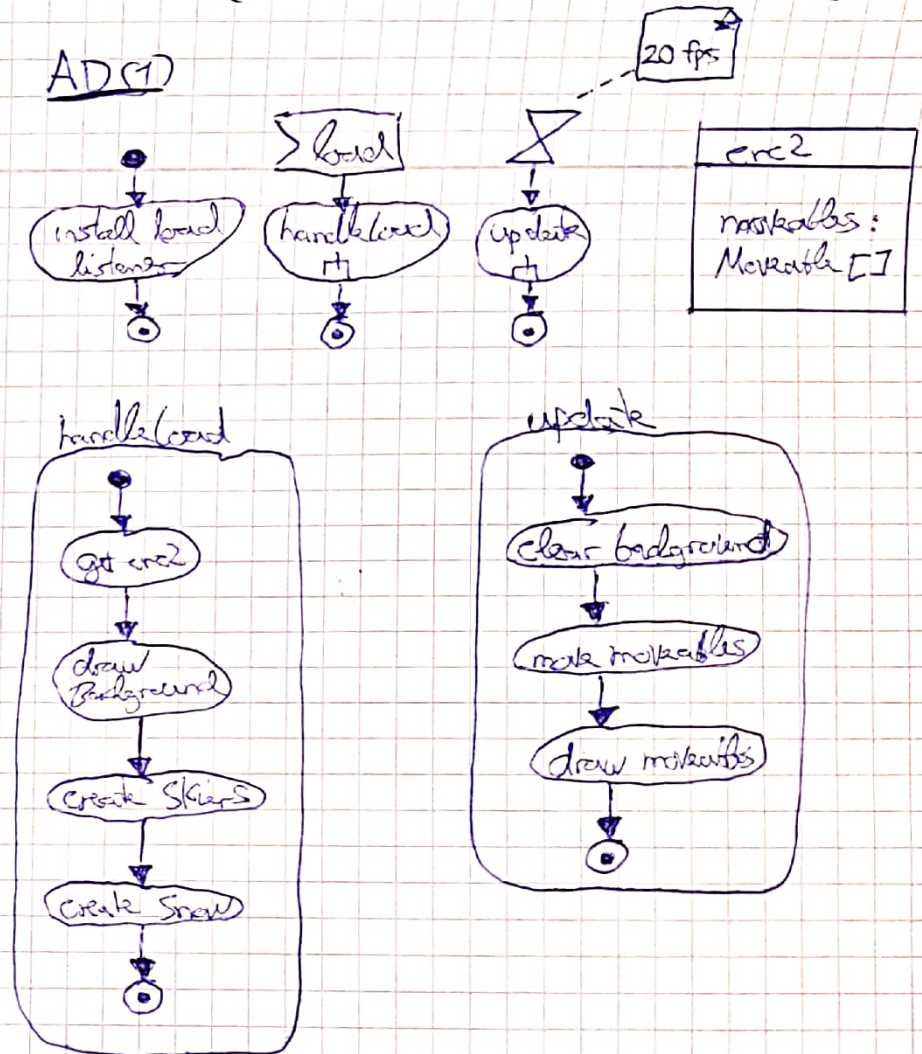 AD(1)
20 fps
load
install load
listener
handleload
update
crc2
moveables:
Moveable []
handleload
get crc2
draw
Background
create Skiers
create Snow
update
clear background
move moveables
draw moveables